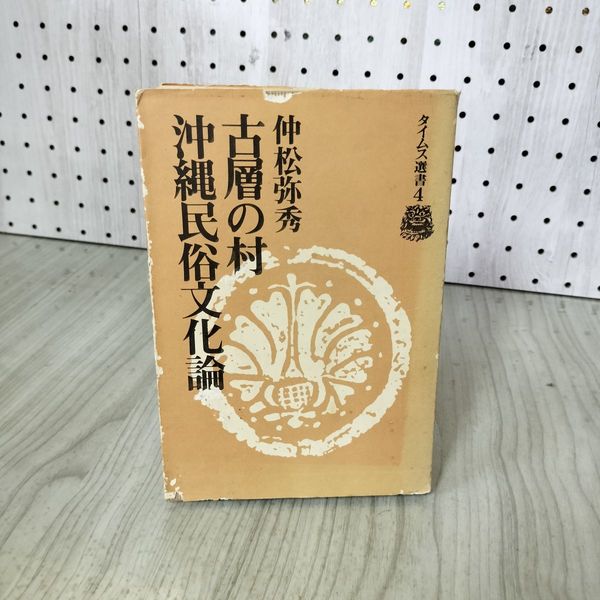 タイムス選書4
仲松弥秀
古層の村
沖縄民俗文化論